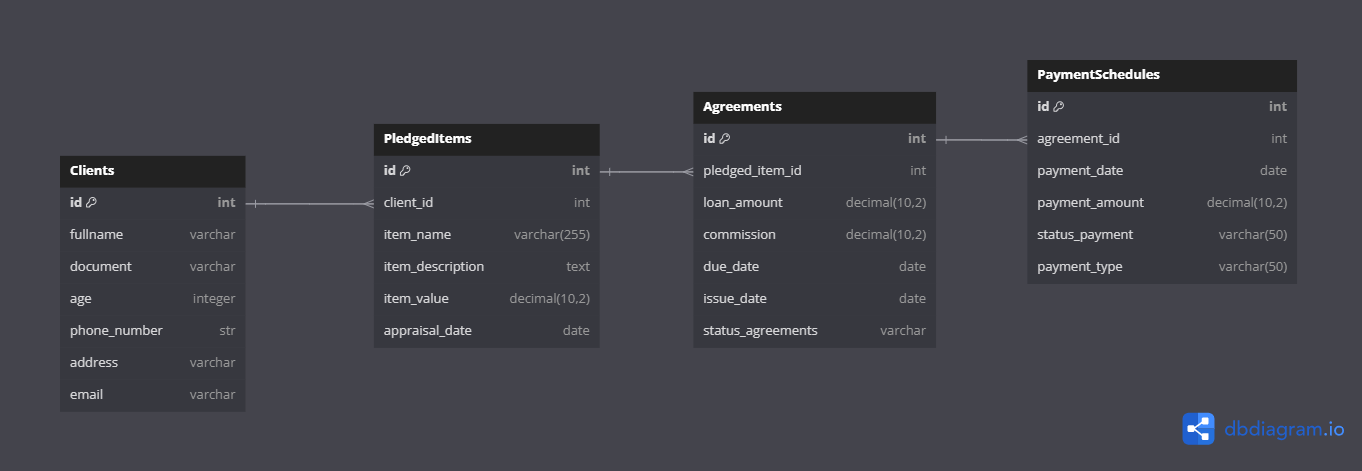 Clients
id int
fullname varchar
document varchar
age integer
phone_number str
address varchar
email varchar
PledgedItems
id int
client_id int
item_name varchar(255)
item_description text
item_value decimal(10,2)
appraisal_date date
Agreements
id int
pledged_item_id int
loan_amount decimal(10,2)
commission decimal(10,2)
due_date date
issue_date date
status_agreements varchar
PaymentSchedules
id int
agreement_id int
payment_date date
payment_amount decimal(10,2)
status_payment varchar(50)
payment_type varchar(50)
dbdiagram.io